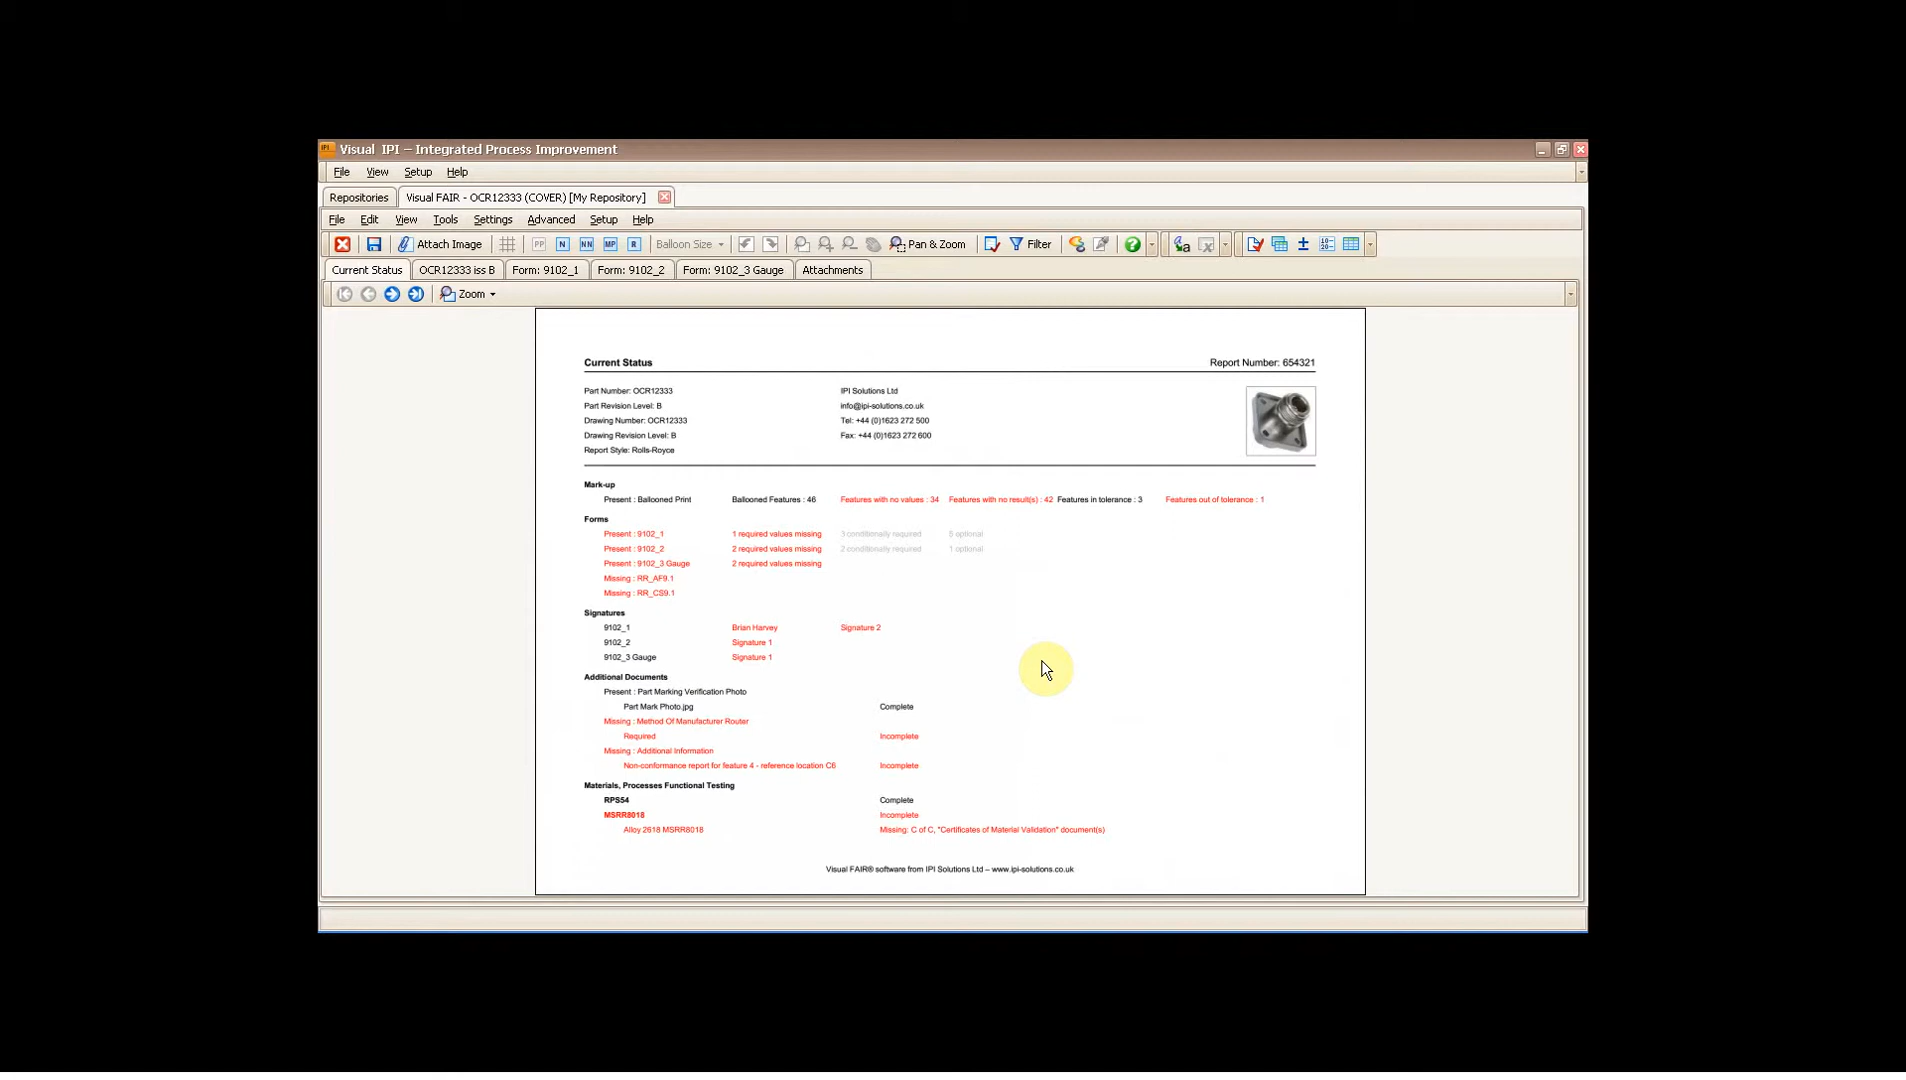 Visual IPI – Integrated Process Improvement
File View Setup Help
Repositories Visual FAIR - OCR12333 (COVER) [My Repository]
File Edit View Tools Settings Advanced Setup Help
Attach Image PP N NN MP R Balloon Size Pan & Zoom Filter
Current Status OCR12333 iss B Form: 9102_1 Form: 9102_2 Form: 9102_3 Gauge Attachments
Zoom
Current Status Report Number: 654321
Part Number: OCR12333 IPI Solutions Ltd
Part Revision Level: B info@ipi-solutions.co.uk
Drawing Number: OCR12333 Tel: +44 (0)1623 272 500
Drawing Revision Level: B Fax: +44 (0)1623 272 600
Report Style: Rolls-Royce
Mark-up
Present : Ballooned Print Ballooned Features : 46 Features with no values : 34 Features with no result(s) : 42 Features in tolerance : 3 Features out of tolerance : 1
Forms
Present : 9102_1 1 required values missing 3 conditionally required 5 optional
Present : 9102_2 2 required values missing 2 conditionally required 1 optional
Present : 9102_3 Gauge 2 required values missing
Missing : RR_AF9.1
Missing : RR_CS9.1
Signatures
9102_1 Brian Harvey Signature 2
9102_2 Signature 1
9102_3 Gauge Signature 1
Additional Documents
Present : Part Marking Verification Photo
Part Mark Photo.jpg Complete
Missing : Method Of Manufacturer Router
Required Incomplete
Missing : Additional Information
Non-conformance report for feature 4 - reference location C6 Incomplete
Materials, Processes Functional Testing
RPS54 Complete
MSRR8018 Incomplete
Alloy 2618 MSRR8018 Missing: C of C, "Certificates of Material Validation" document(s)
Visual FAIR® software from IPI Solutions Ltd – www.ipi-solutions.co.uk